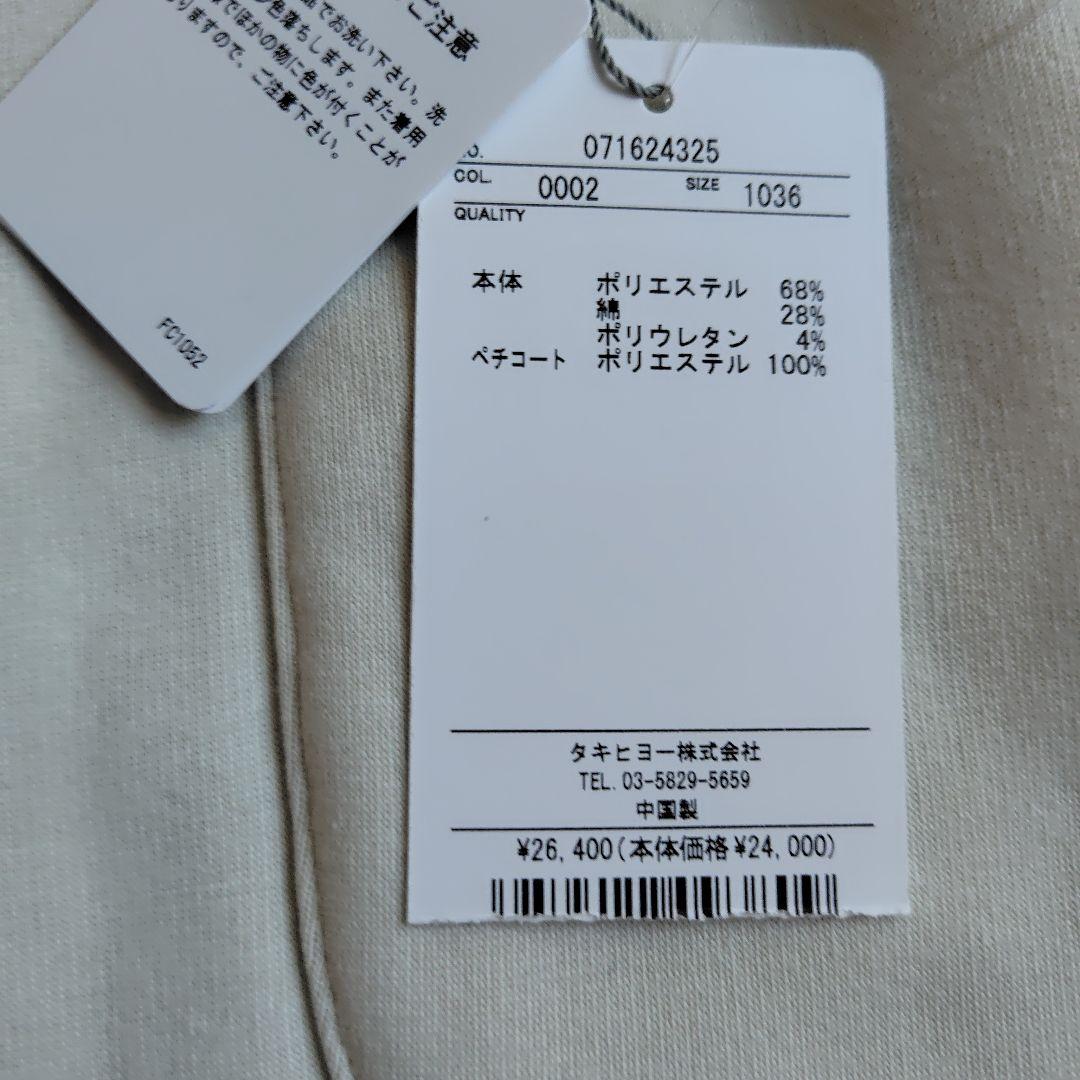 ご注意
でお洗い下さい。洗
色落ちします。また着用
でほかの物に色が付くことが
りますので、ご注意下さい。
FC1052
071624325
COL. 0002 SIZE 1036
QUALITY
本体 ポリエステル 68%
綿 28%
ポリウレタン 4%
ペチコート ポリエステル 100%
タキヒヨー株式会社
TEL.03-5829-5659
中国製
¥26,400(本体価格¥24,000)